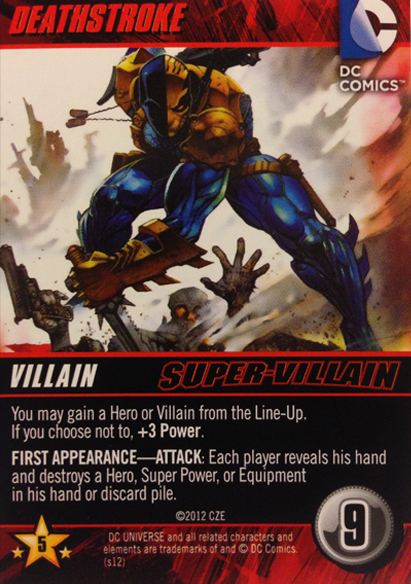 DEATHSTROKE
DC
DC
COMICS™
VILLAIN
SUPER-VILLAIN
You may gain a Hero or Villain from the Line-Up.
If you choose not to, +3 Power.
FIRST APPEARANCE—ATTACK: Each player reveals his hand
and destroys a Hero, Super Power, or Equipment
in his hand or discard pile.
©2012 CZE
5
DC UNIVERSE and all related characters and
elements are trademarks of and © DC Comics.
(s12)
9